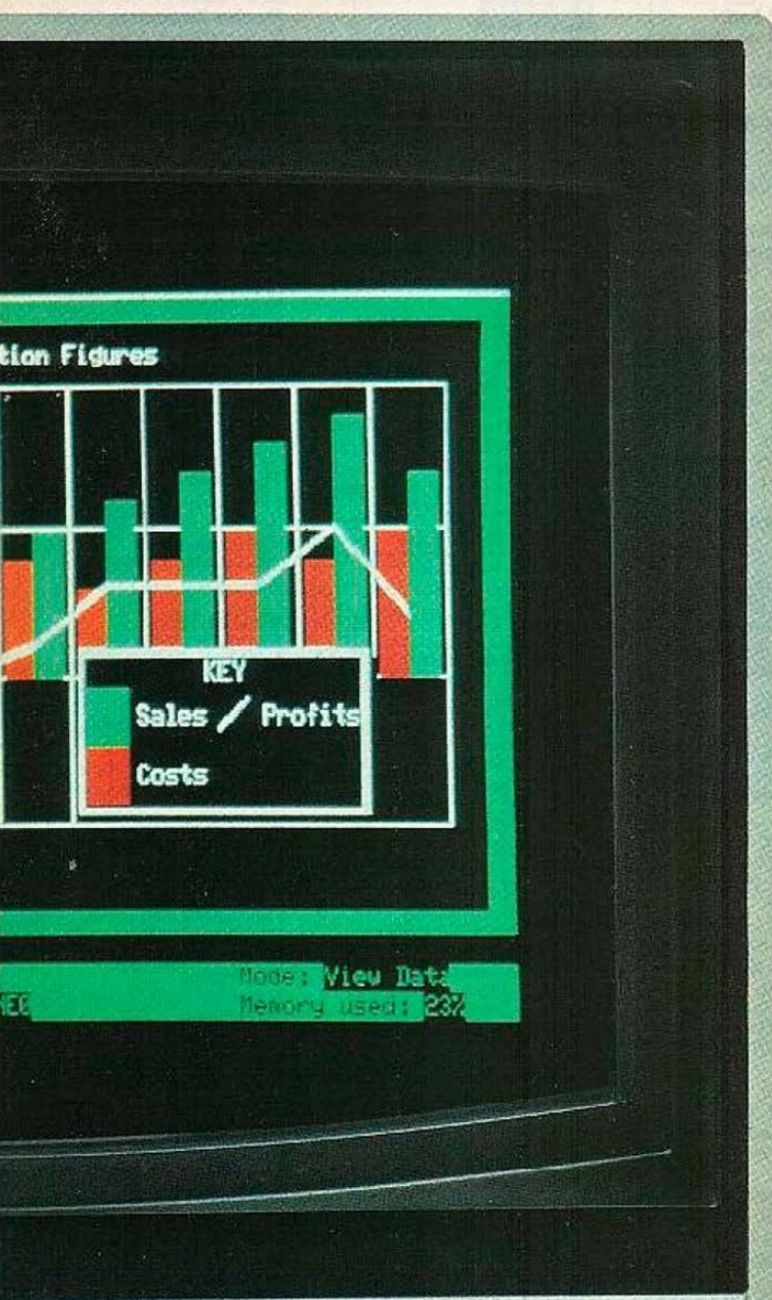 tion Figures
KEY
Sales / Profits
Costs
Mode: View Data
Memory used: 23%